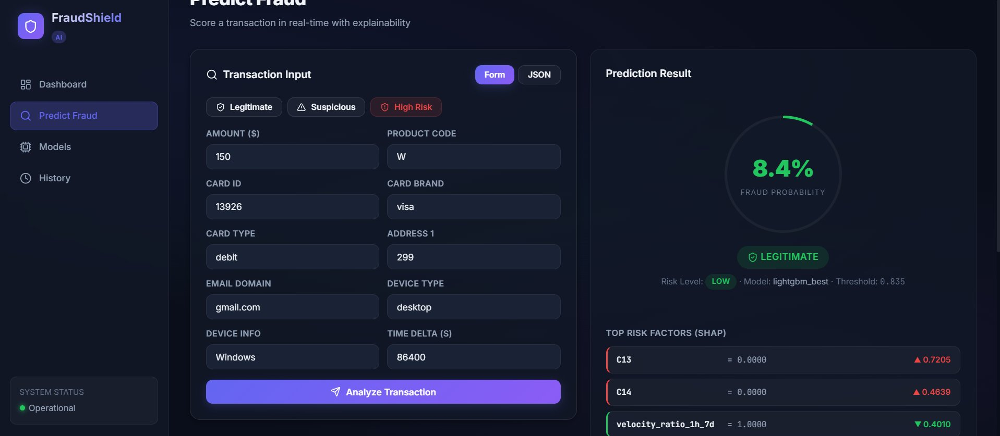 FraudShield
AI
Dashboard
Predict Fraud
Models
History
SYSTEM STATUS
Operational
Predict Fraud
Score a transaction in real-time with explainability
Transaction Input
Form
JSON
Legitimate
Suspicious
High Risk
AMOUNT ($)
PRODUCT CODE
150
W
CARD ID
CARD BRAND
13926
visa
CARD TYPE
ADDRESS 1
debit
299
EMAIL DOMAIN
DEVICE TYPE
gmail.com
desktop
DEVICE INFO
TIME DELTA (S)
Windows
86400
Analyze Transaction
Prediction Result
8.4%
FRAUD PROBABILITY
LEGITIMATE
Risk Level: LOW · Model: lightgbm_best · Threshold: 0.835
TOP RISK FACTORS (SHAP)
C13 = 0.0000 ▲ 0.7205
C14 = 0.0000 ▲ 0.4639
velocity_ratio_1h_7d = 1.0000 ▼ 0.4010